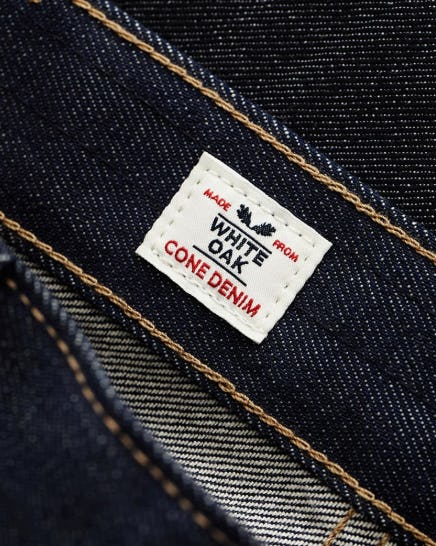 MADE FROM
WHITE
OAK
CONE DENIM